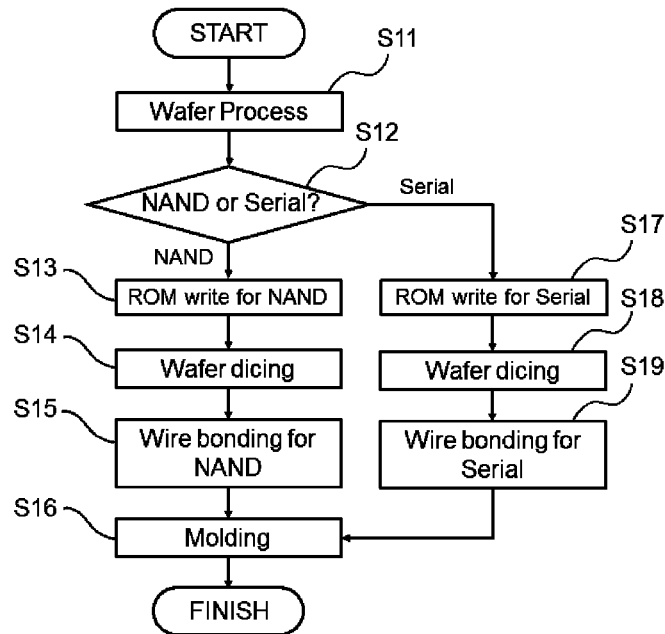 START
S11
Wafer Process
S12
NAND or Serial?
Serial
NAND
S13
ROM write for NAND
S17
ROM write for Serial
S14
Wafer dicing
S18
Wafer dicing
S15
Wire bonding for
NAND
S19
Wire bonding for
Serial
S16
Molding
FINISH